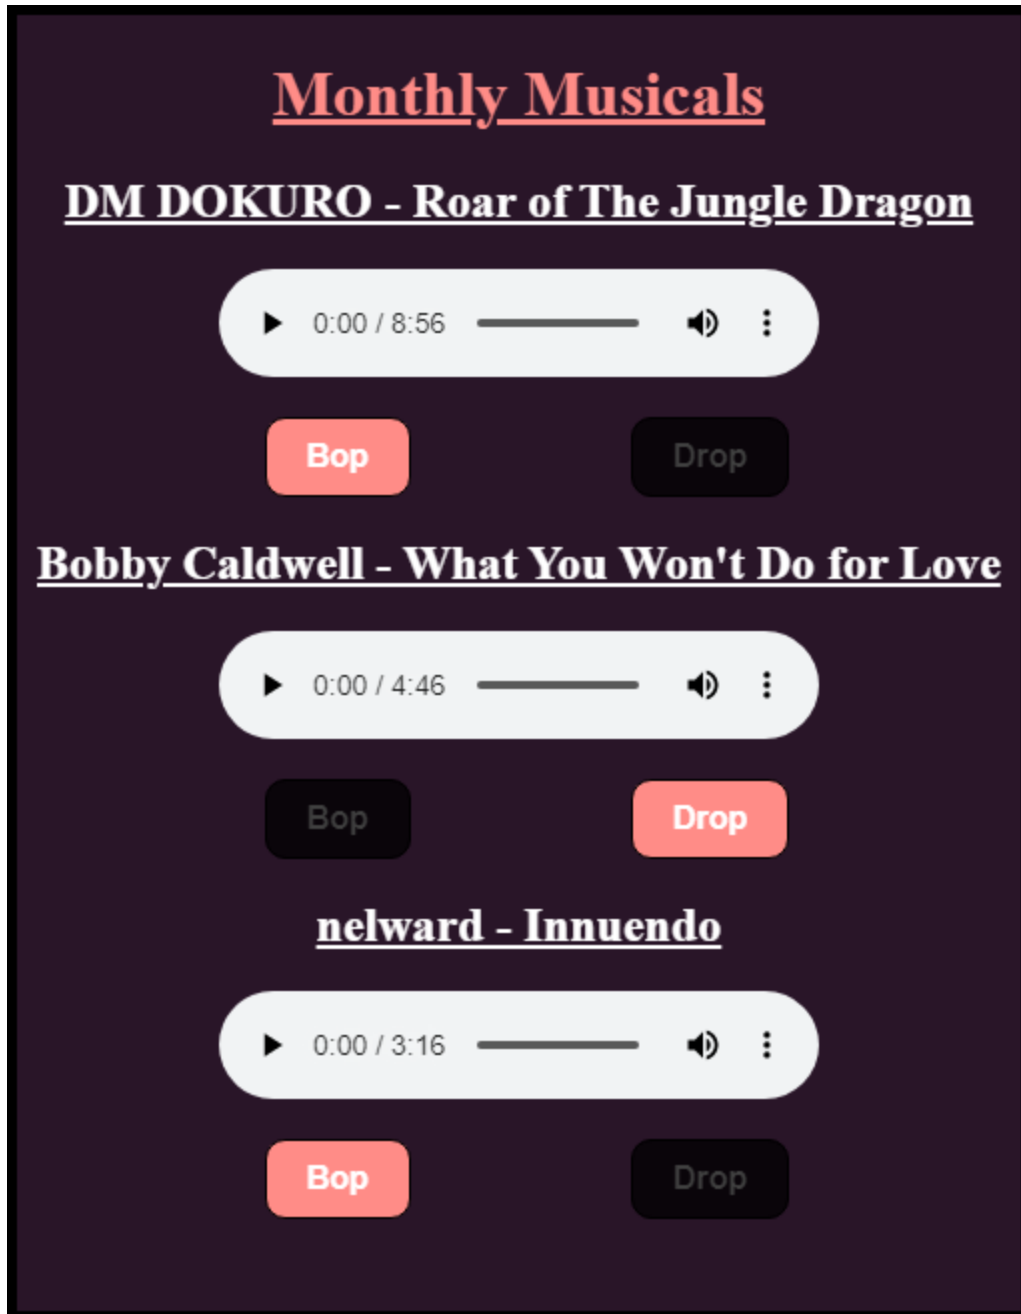 Monthly Musicals
DM DOKURO - Roar of The Jungle Dragon
0:00 / 8:56
Bop Drop
Bobby Caldwell - What You Won't Do for Love
0:00 / 4:46
Bop Drop
nelward - Innuendo
0:00 / 3:16
Bop Drop